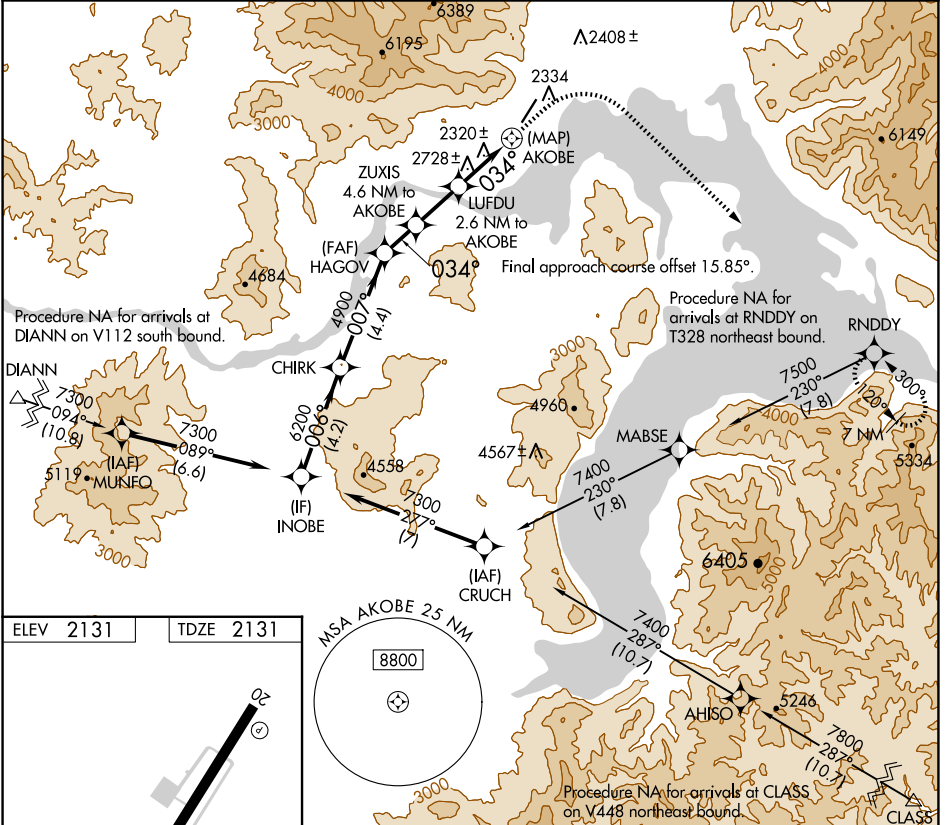 6389
6195
2408±
4000
4000
3000
2334
2320±
(MAP)
AKOBE
2728±
6149
ZUXIS
4.6 NM to
AKOBE
034°
LUFDU
2.6 NM to
AKOBE
(FAF)
HAGOV
034°
Final approach course offset 15.85°.
4684
Procedure NA for
arrivals at RNDDY on
T328 northeast bound.
Procedure NA for arrivals at
DIANN on V112 south bound.
4900
007°
(4.4)
RNDDY
3000
3000
CHIRK
DIANN
7300
094°
(10.8)
7500
230°
(7.8)
300°
120°
7 NM
4000
7300
089°
(6.6)
6200
006°
(4.2)
4960
MABSE
(IAF)
MUNFO
5119
4558
4567±
5334
7400
230°
(7.8)
(IF)
INOBE
7300
277°
(7)
3000
(IAF)
CRUCH
6405
5000
ELEV 2131
TDZE 2131
MSA AKOBE 25 NM
8800
7400
287°
(10.7)
20
P
AHISO
5246
7800
287°
(10.7)
3000
Procedure NA for arrivals at CLASS
on V448 northeast bound.
CLASS